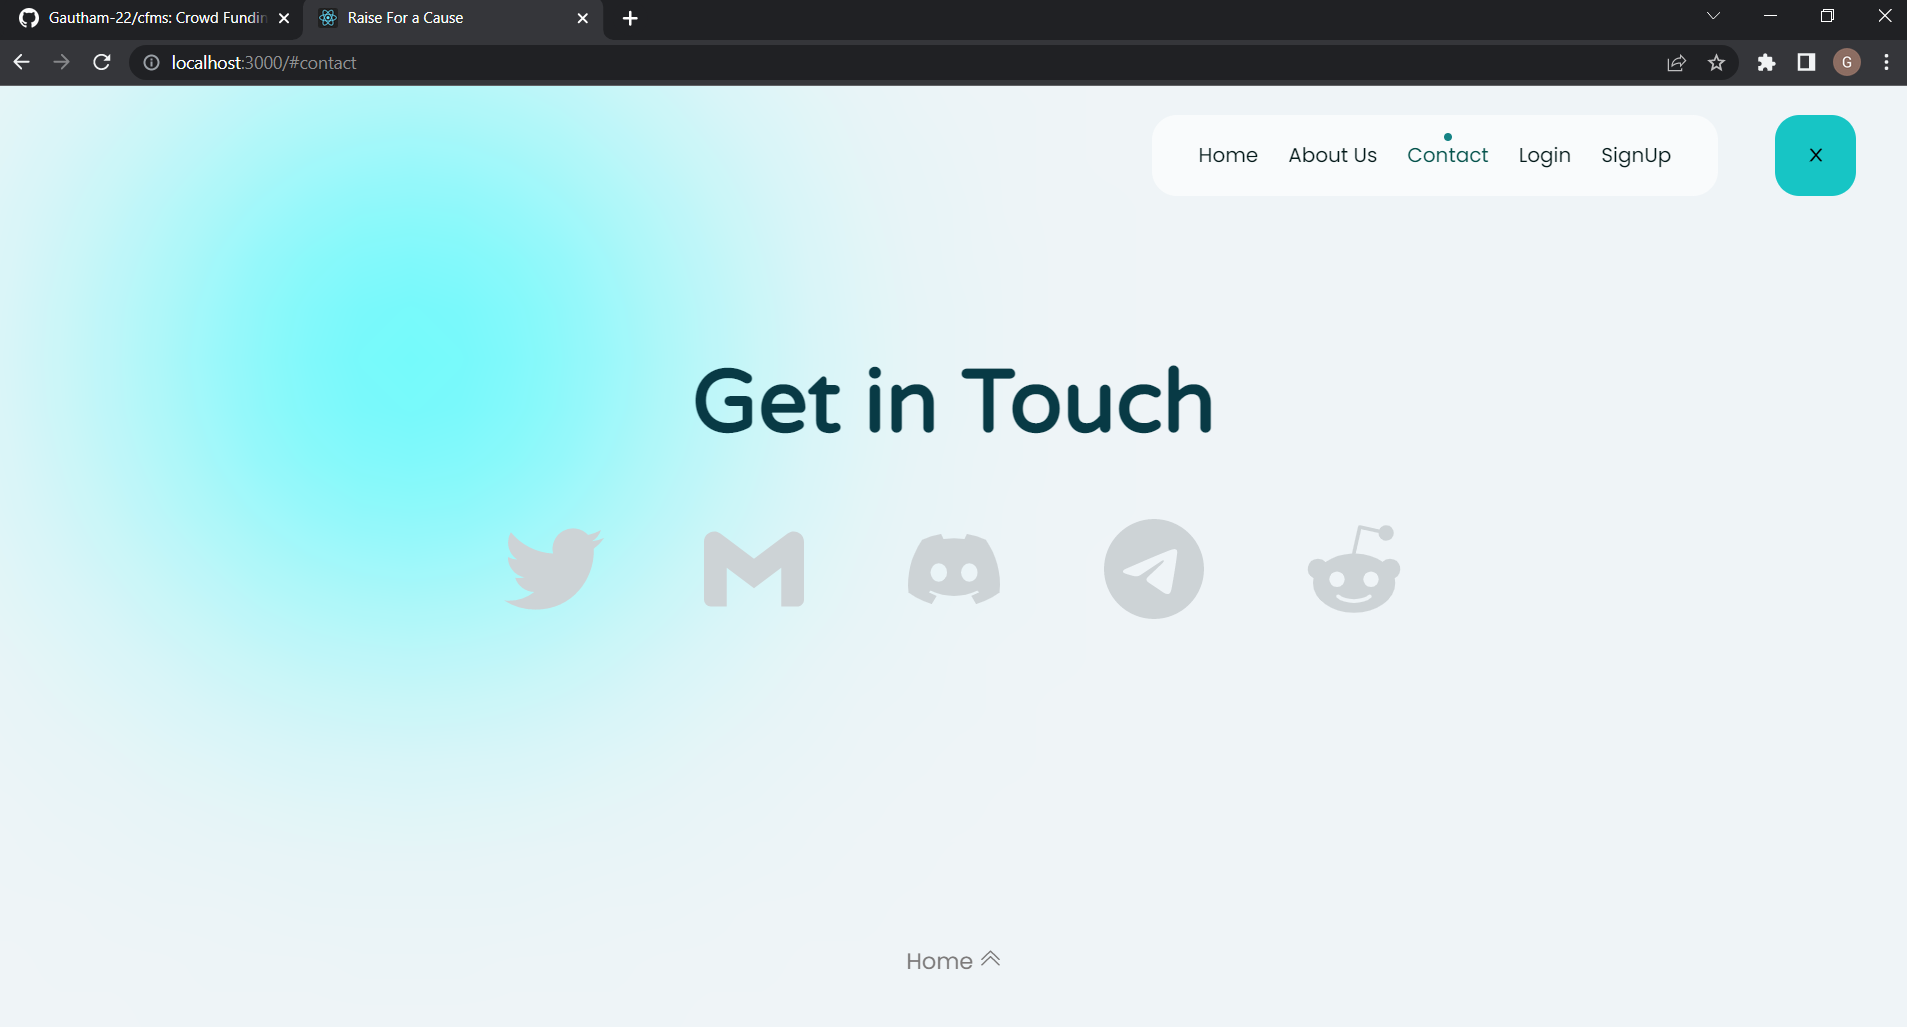 Gautham-22/cfms: Crowd Fundin
Raise For a Cause
localhost:3000/#contact
G
Home About Us Contact Login SignUp
X
Get in Touch
Home